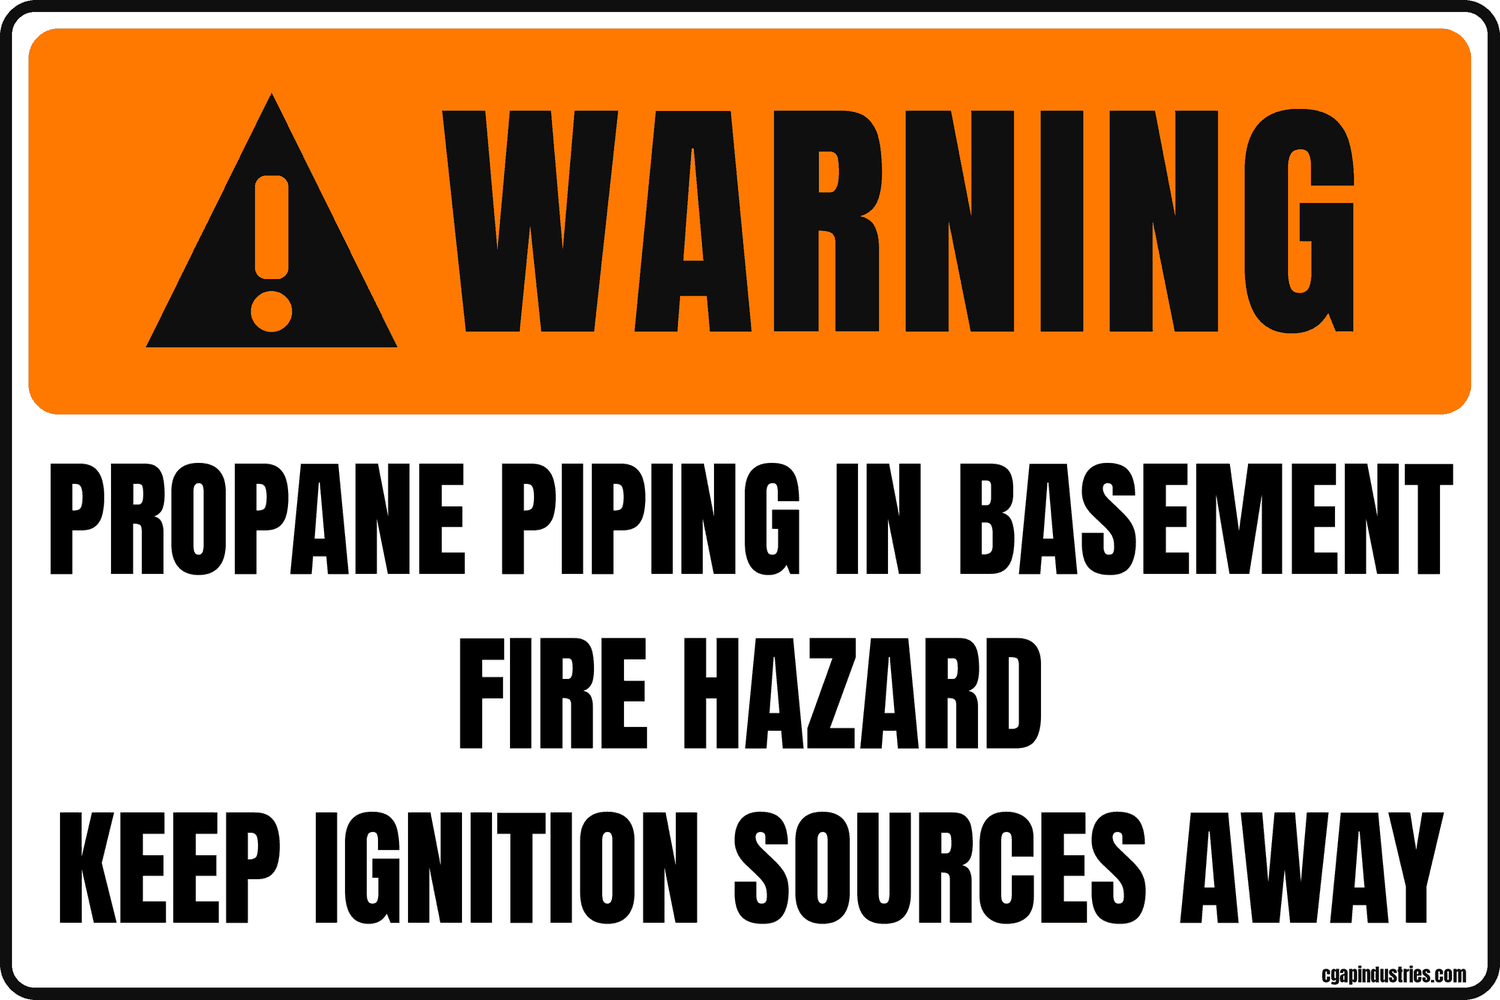 WARNING
PROPANE PIPING IN BASEMENT
FIRE HAZARD
KEEP IGNITION SOURCES AWAY
cgapindustries.com